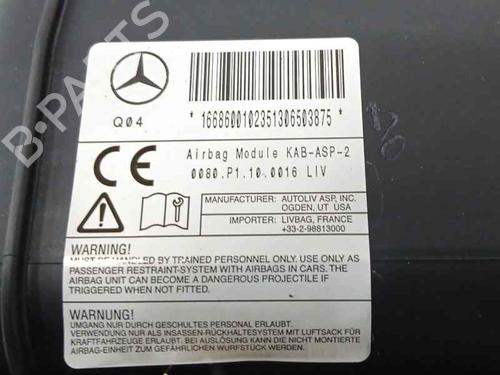 Q04
* 1668600102351306503875 *
Airbag Module KAB-ASP-2
0080.P1.10.0016 LIV
MANUFACTURER: AUTOLIV ASP, INC.
OGDEN, UT USA
IMPORTER: LIVBAG, FRANCE
+33-2-98813000
WARNING!
MUST BE HANDLED BY TRAINED PERSONNEL ONLY. USE ONLY AS
PASSENGER RESTRAINT-SYSTEM WITH AIRBAGS IN CARS. THE
AIRBAG UNIT CAN BECOME A DANGEROUS PROJECTILE IF
TRIGGERED WHEN NOT FITTED.
WARNUNG!
UMGANG NUR DURCH GESCHULTES PERSONAL ERLAUBT.
VERWENDUNG NUR ALS INSASSEN-RÜCKHALTESYSTEM MIT LUFTSACK FÜR
KRAFTFAHRZEUGE ERLAUBT. BEI AUSLÖSUNG KANN DIE NICHT MONTIERTE
AIRBAG-EINHEIT ZUM GEFÄHRLICHEN WURFSTÜCK WERDEN.
B-PARTS